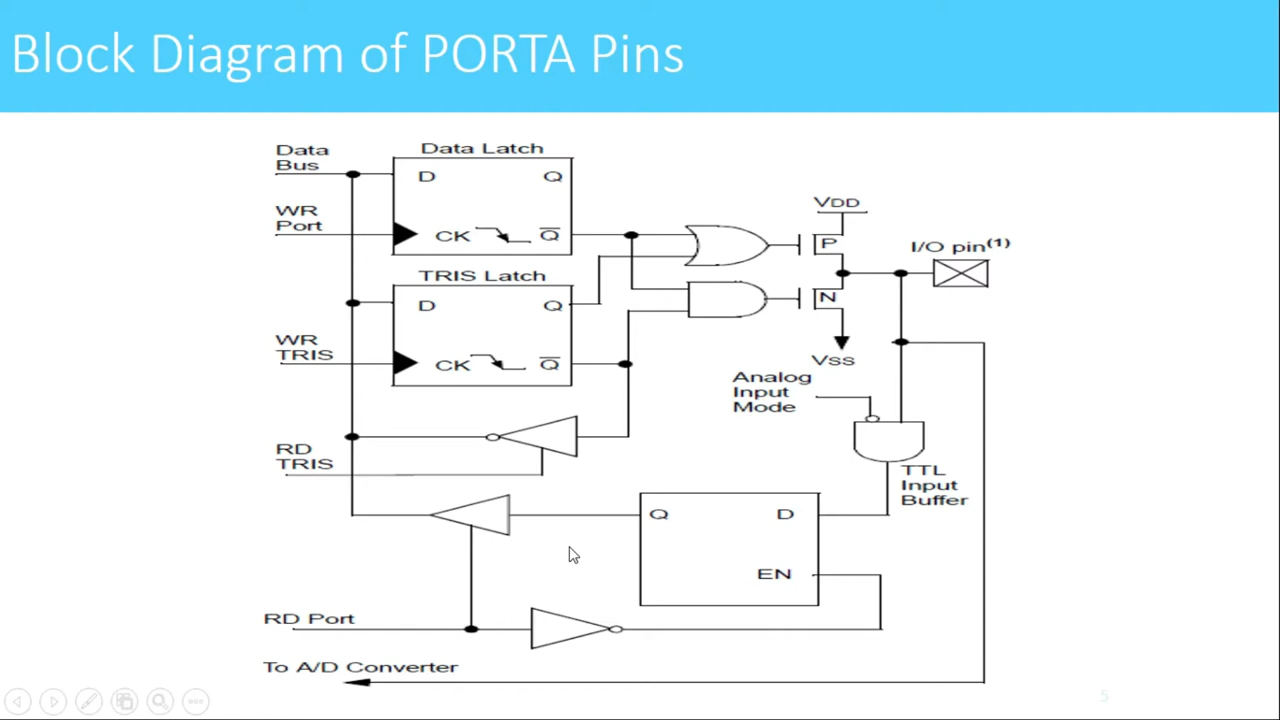 Block Diagram of PORTA Pins
Data
Bus
Data Latch
D
Q
WR
Port
CK
Q
VDD
P
I/O pin(1)
TRIS Latch
D
Q
N
WR
TRIS
CK
Q
VSS
Analog
Input
Mode
RD
TRIS
TTL
Input
Buffer
Q
D
EN
RD Port
To A/D Converter
5